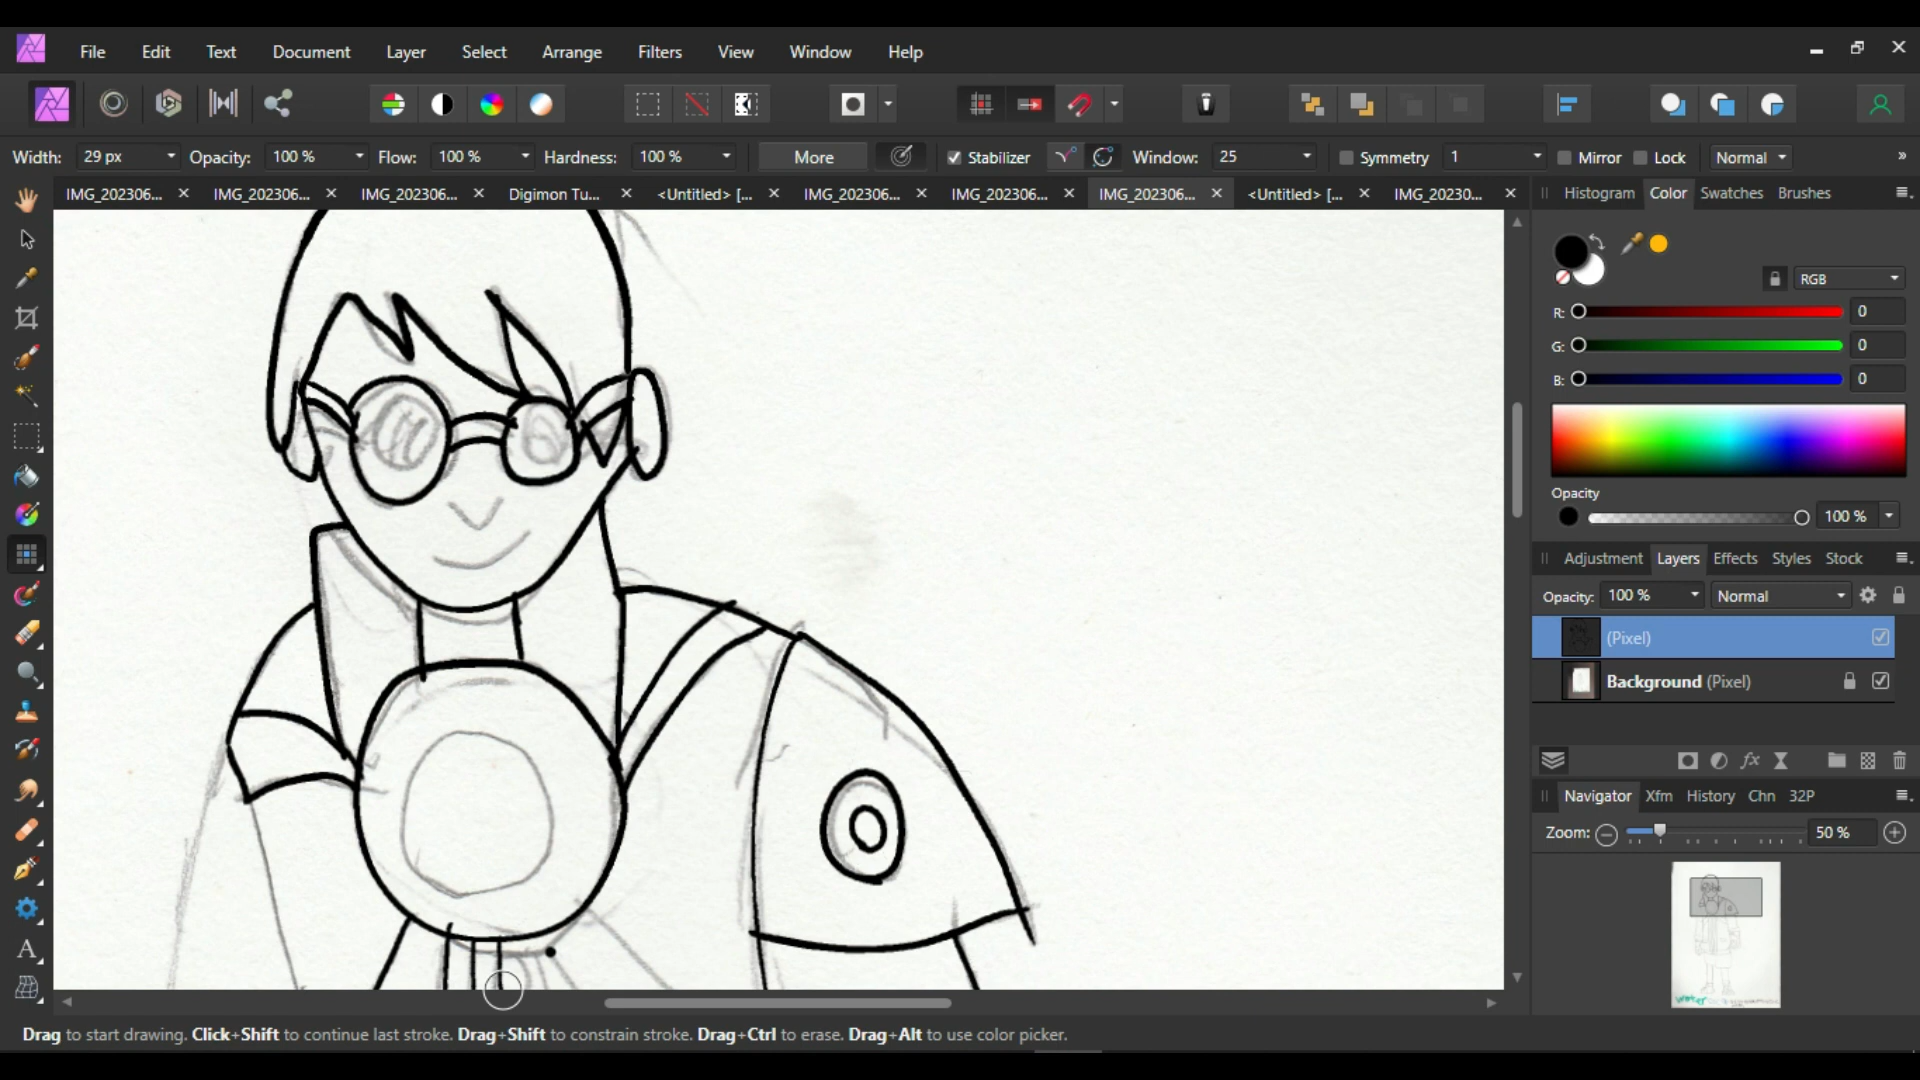 File Edit Text Document Layer Select Arrange Filters View Window Help
Width: 29 px Opacity: 100 % Flow: 100 % Hardness: 100 % More Stabilizer Window: 25 Symmetry 1 Mirror Lock Normal »
IMG_202306... IMG_202306... IMG_202306... Digimon Tu... <Untitled> [... IMG_202306... IMG_202306... IMG_202306... <Untitled> [... IMG_20230...
Histogram Color Swatches Brushes
RGB
R: 0
G: 0
B: 0
Opacity
100 %
Adjustment Layers Effects Styles Stock
Opacity: 100 % Normal
(Pixel)
Background (Pixel)
fx
Navigator Xfm History Chn 32P
Zoom: 50 %
A
Drag to start drawing. Click+Shift to continue last stroke. Drag+Shift to constrain stroke. Drag+Ctrl to erase. Drag+Alt to use color picker.